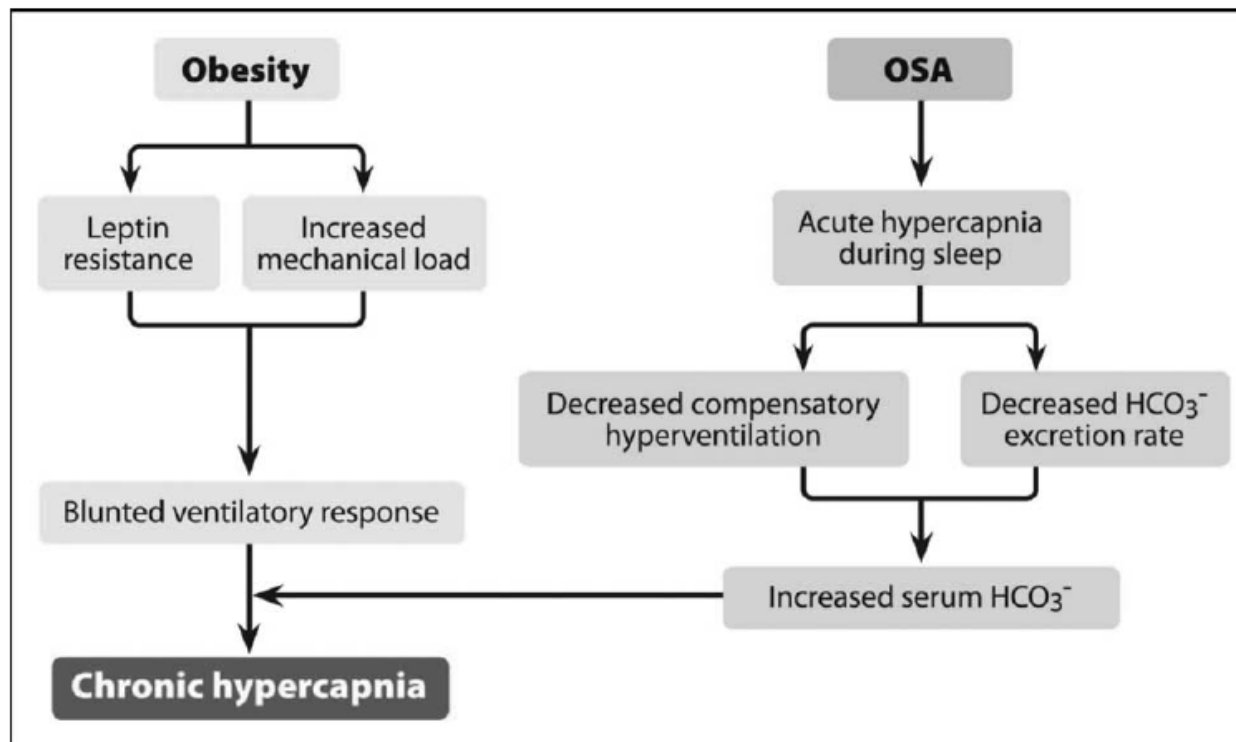 Obesity
OSA
Leptin
resistance
Increased
mechanical load
Acute hypercapnia
during sleep
Decreased compensatory
hyperventilation
Decreased HCO₃⁻
excretion rate
Blunted ventilatory response
Increased serum HCO₃⁻
Chronic hypercapnia